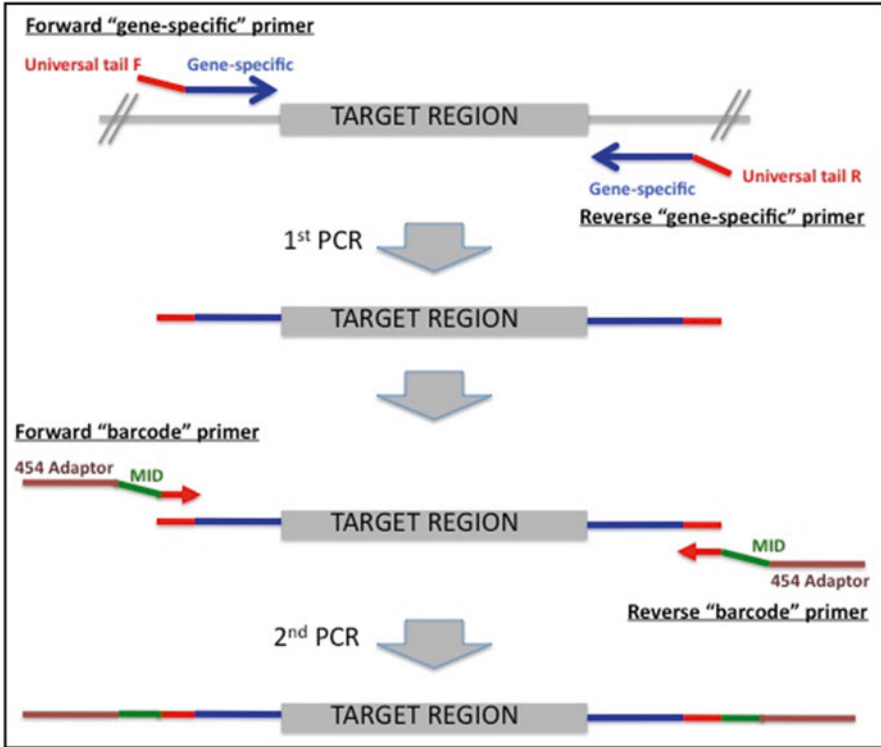 Forward “gene-specific” primer
Universal tail F Gene-specific
TARGET REGION
Gene-specific Universal tail R
Reverse “gene-specific” primer
1st PCR
TARGET REGION
Forward “barcode” primer
454 Adaptor
MID
TARGET REGION
MID
454 Adaptor
Reverse “barcode” primer
2nd PCR
TARGET REGION